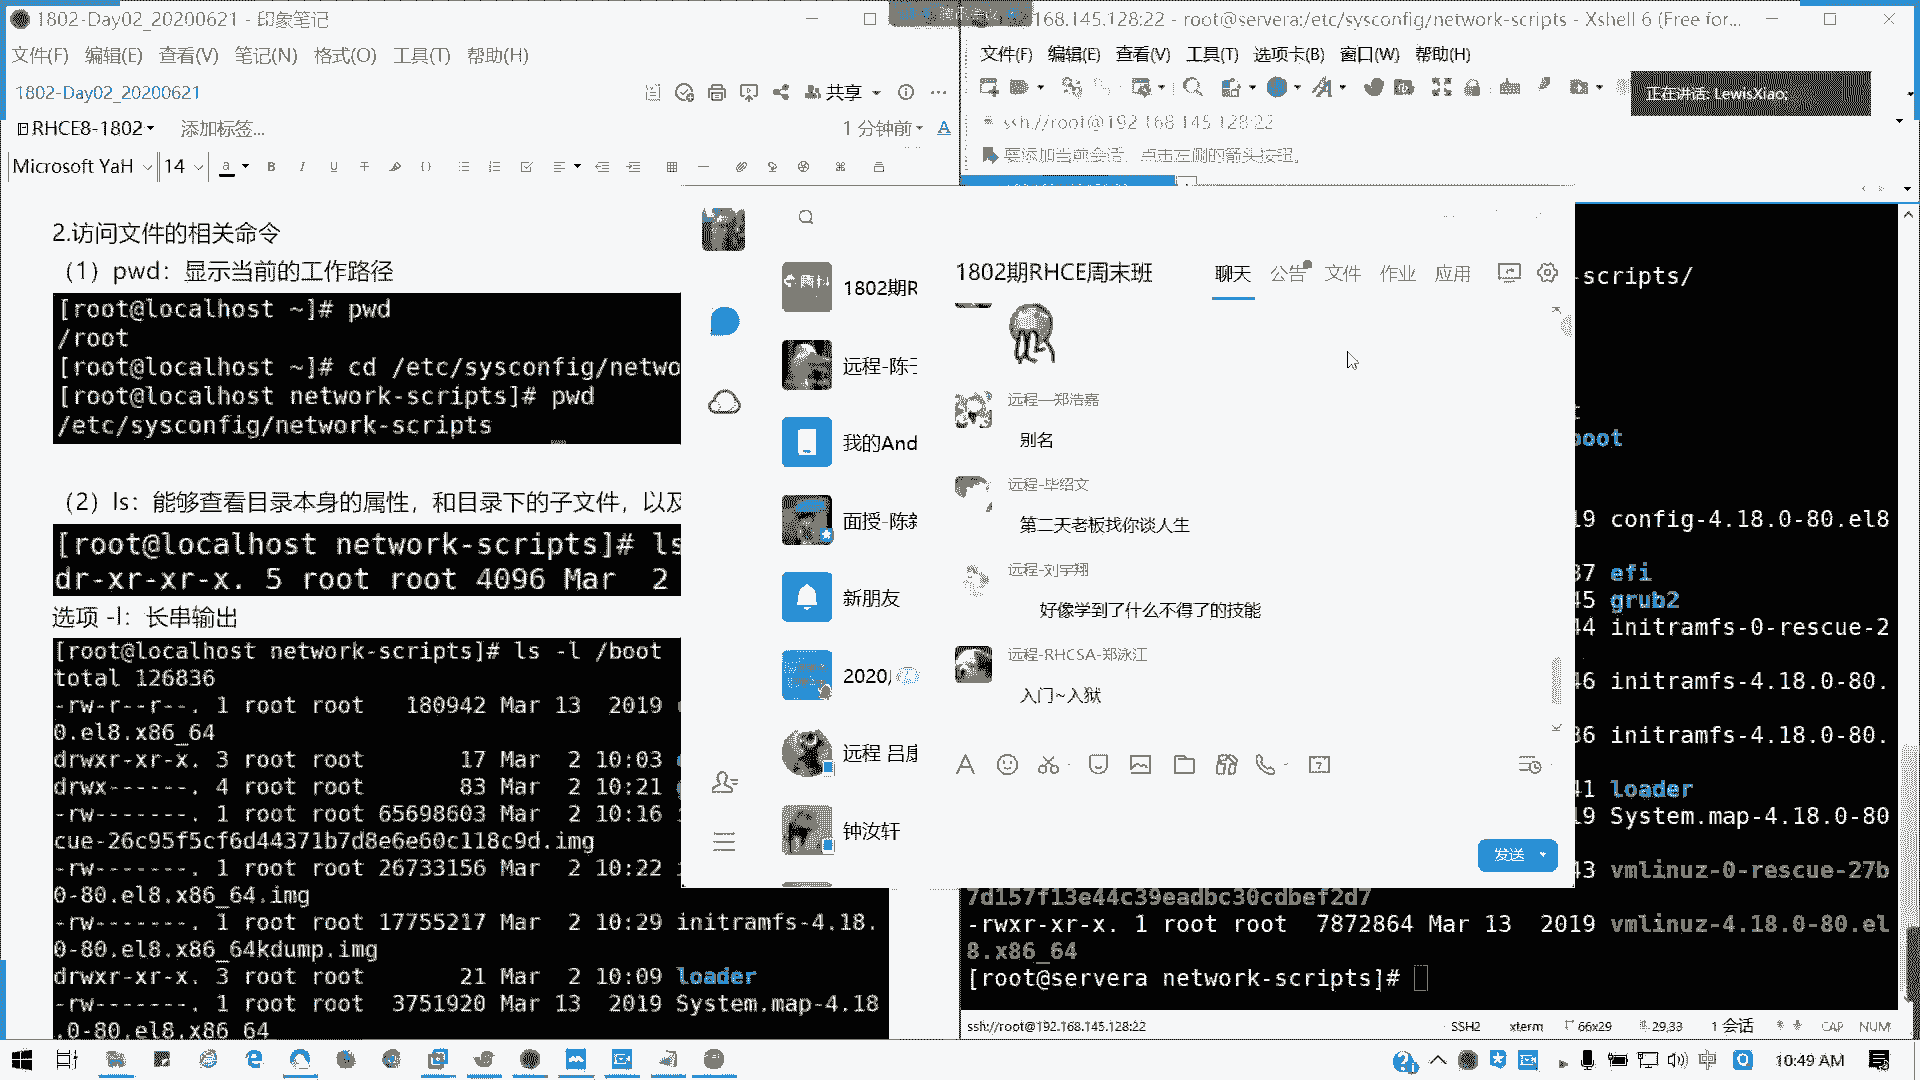 1802-Day02_20200621 - 印象笔记
文件(F) 编辑(E) 查看(V) 笔记(N) 格式(O) 工具(T) 帮助(H)
1802-Day02_20200621
共享
RHCE8-1802
添加标签...
1 分钟前
Microsoft YaH
14
2.访问文件的相关命令
（1）pwd：显示当前的工作路径
[root@localhost ~]# pwd
/root
[root@localhost ~]# cd /etc/sysconfig/netwo
[root@localhost network-scripts]# pwd
/etc/sysconfig/network-scripts
（2）ls：能够查看目录本身的属性，和目录下的子文件，以及
[root@localhost network-scripts]# ls
dr-xr-xr-x. 5 root root 4096 Mar  2
选项 -l：长串输出
[root@localhost network-scripts]# ls -l /boot
total 126836
-rw-r--r--. 1 root root   180942 Mar 13  2019
0.el8.x86_64
drwxr-xr-x. 3 root root       17 Mar  2 10:03
drwx------. 4 root root       83 Mar  2 10:21
-rw-------. 1 root root 65698603 Mar  2 10:16
cue-26c95f5cf6d44371b7d8e6e60c118c9d.img
-rw-------. 1 root root 26733156 Mar  2 10:22
0-80.el8.x86_64.img
-rw-------. 1 root root 17755217 Mar  2 10:29 initramfs-4.18.
0-80.el8.x86_64kdump.img
drwxr-xr-x. 3 root root       21 Mar  2 10:09 loader
-rw-------. 1 root root  3751920 Mar 13  2019 System.map-4.18
.0-80.el8.x86_64
168.145.128:22 - root@servera:/etc/sysconfig/network-scripts - Xshell 6 (Free for...
文件(F) 编辑(E) 查看(V) 工具(T) 选项卡(B) 窗口(W) 帮助(H)
正在讲话: LewisXiao;
ssh://root@192.168.145.128:22
要添加当前会话，点击左侧的箭头按钮。
1802期R
远程-陈子
我的And
面授-陈新
新朋友
2020
远程 吕康
钟汝轩
1802期RHCE周末班
聊天 公告 文件 作业 应用
远程—郑浩嘉
别名
远程-毕绍文
第二天老板找你谈人生
远程-刘宇翔
好像学到了什么不得了的技能
远程-RHCSA-郑泳江
入门~入狱
发送
-scripts/
boot
19 config-4.18.0-80.el8
37 efi
45 grub2
44 initramfs-0-rescue-2
46 initramfs-4.18.0-80.
36 initramfs-4.18.0-80.
41 loader
19 System.map-4.18.0-80
43 vmlinuz-0-rescue-27b
7d157f13e44c39eadbc30cdbef2d7
-rwxr-xr-x. 1 root root  7872864 Mar 13  2019 vmlinuz-4.18.0-80.el
8.x86_64
[root@servera network-scripts]#
ssh://root@192.168.145.128:22
SSH2 xterm 66x29 29,33 1 会话 CAP NUM
中
10:49 AM